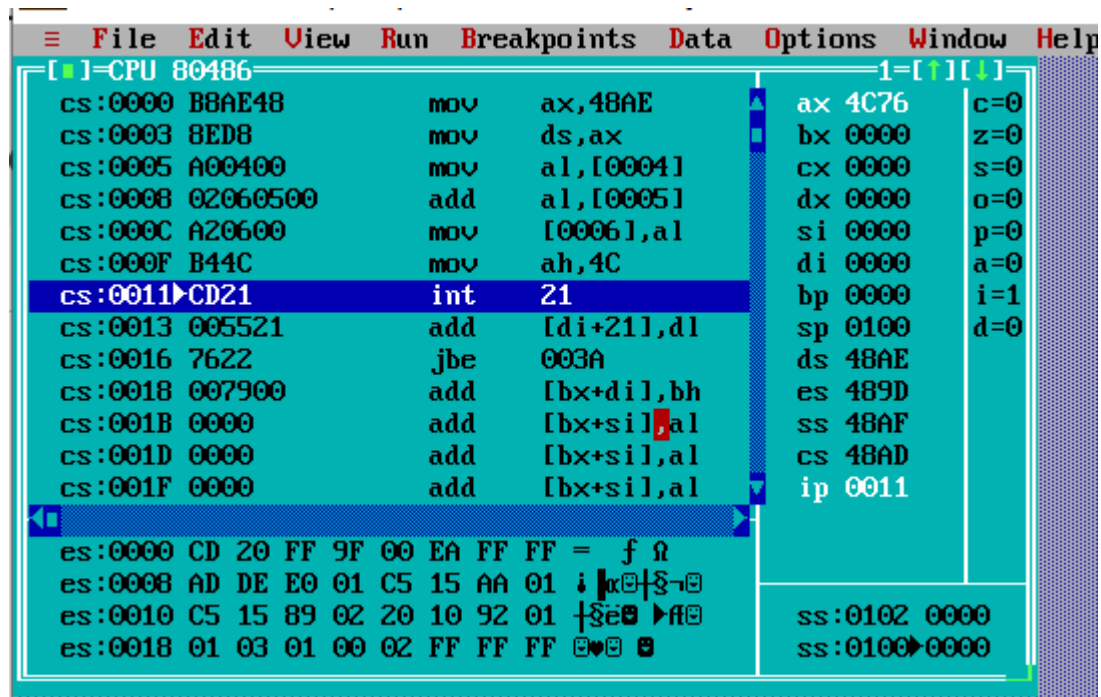 ≡ File Edit View Run Breakpoints Data Options Window Help
[■]=CPU 80486 1=[↑][↓]
cs:0000 B8AE48 mov ax,48AE ax 4C76 c=0
cs:0003 8ED8 mov ds,ax bx 0000 z=0
cs:0005 A00400 mov al,[0004] cx 0000 s=0
cs:0008 02060500 add al,[0005] dx 0000 o=0
cs:000C A20600 mov [0006],al si 0000 p=0
cs:000F B44C mov ah,4C di 0000 a=0
cs:0011►CD21 int 21 bp 0000 i=1
cs:0013 005521 add [di+21],dl sp 0100 d=0
cs:0016 7622 jbe 003A ds 48AE
cs:0018 007900 add [bx+di],bh es 489D
cs:001B 0000 add [bx+si],al ss 48AF
cs:001D 0000 add [bx+si],al cs 48AD
cs:001F 0000 add [bx+si],al ip 0011
es:0000 CD 20 FF 9F 00 EA FF FF = ƒ Ω
es:0008 AD DE E0 01 C5 15 AA 01 ¡▐α☺┼§¬☺
es:0010 C5 15 89 02 20 10 92 01 ┼§ë☻ ►Æ☺ ss:0102 0000
es:0018 01 03 01 00 02 FF FF FF ☺♥☺ ☻ ss:0100►0000